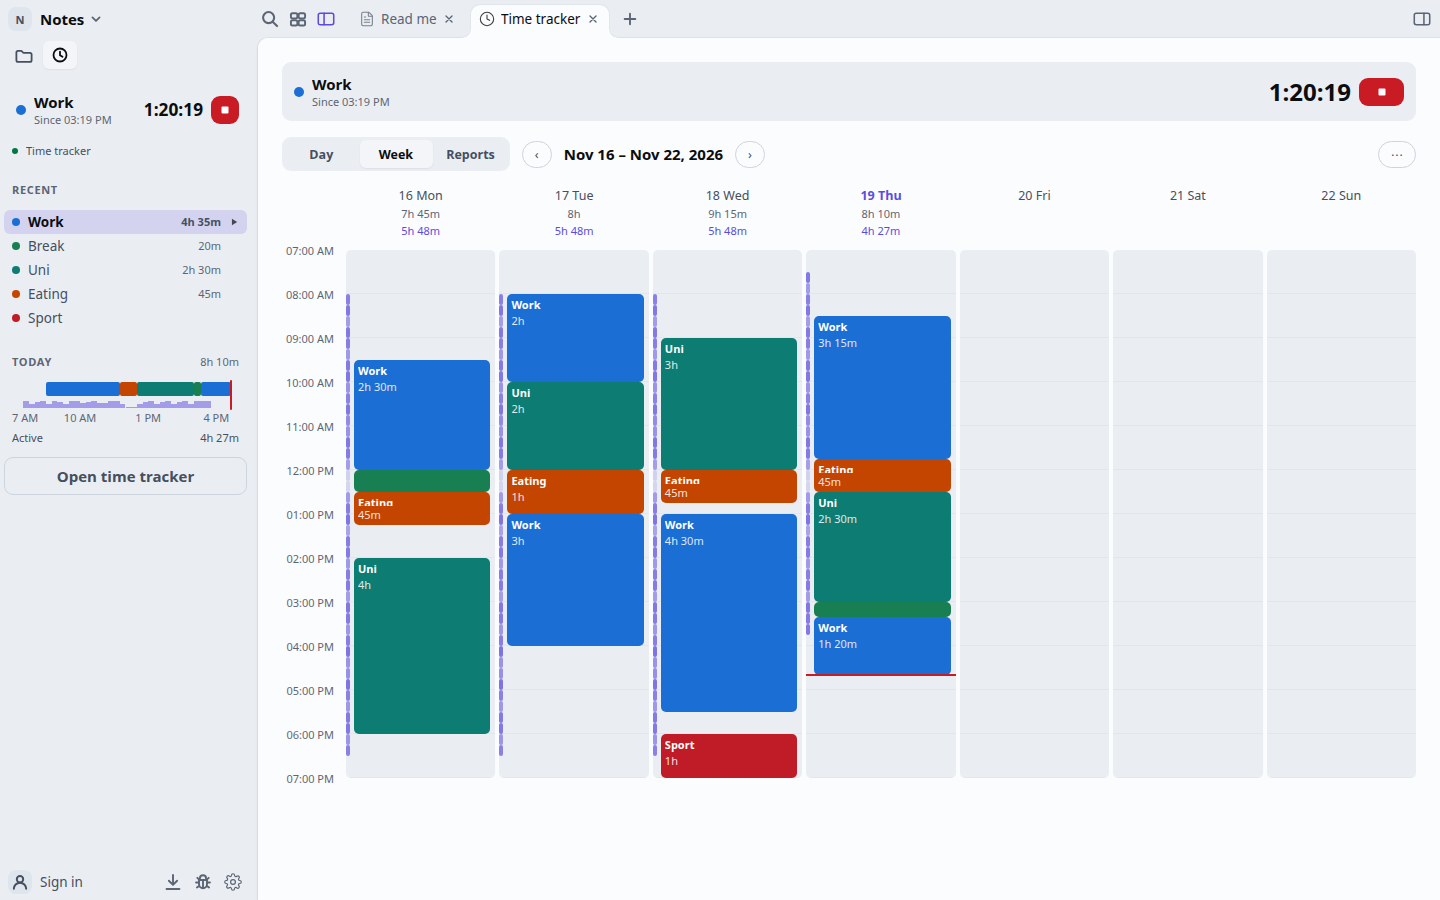 N Notes
Read me
Time tracker
Work
Since 03:19 PM
1:20:19
Time tracker
RECENT
Work 4h 35m
Break 20m
Uni 2h 30m
Eating 45m
Sport
TODAY 8h 10m
7 AM 10 AM 1 PM 4 PM
Active 4h 27m
Open time tracker
Sign in
Work
Since 03:19 PM
1:20:19
Day Week Reports ‹ Nov 16 – Nov 22, 2026 › ...
16 Mon 17 Tue 18 Wed 19 Thu 20 Fri 21 Sat 22 Sun
7h 45m 8h 9h 15m 8h 10m
5h 48m 5h 48m 5h 48m 4h 27m
07:00 AM
08:00 AM
09:00 AM
10:00 AM
11:00 AM
12:00 PM
01:00 PM
02:00 PM
03:00 PM
04:00 PM
05:00 PM
06:00 PM
07:00 PM
Work
2h 30m
Eating
45m
Uni
4h
Work
2h
Uni
2h
Eating
1h
Work
3h
Uni
3h
Eating
45m
Work
4h 30m
Sport
1h
Work
3h 15m
Eating
45m
Uni
2h 30m
Work
1h 20m